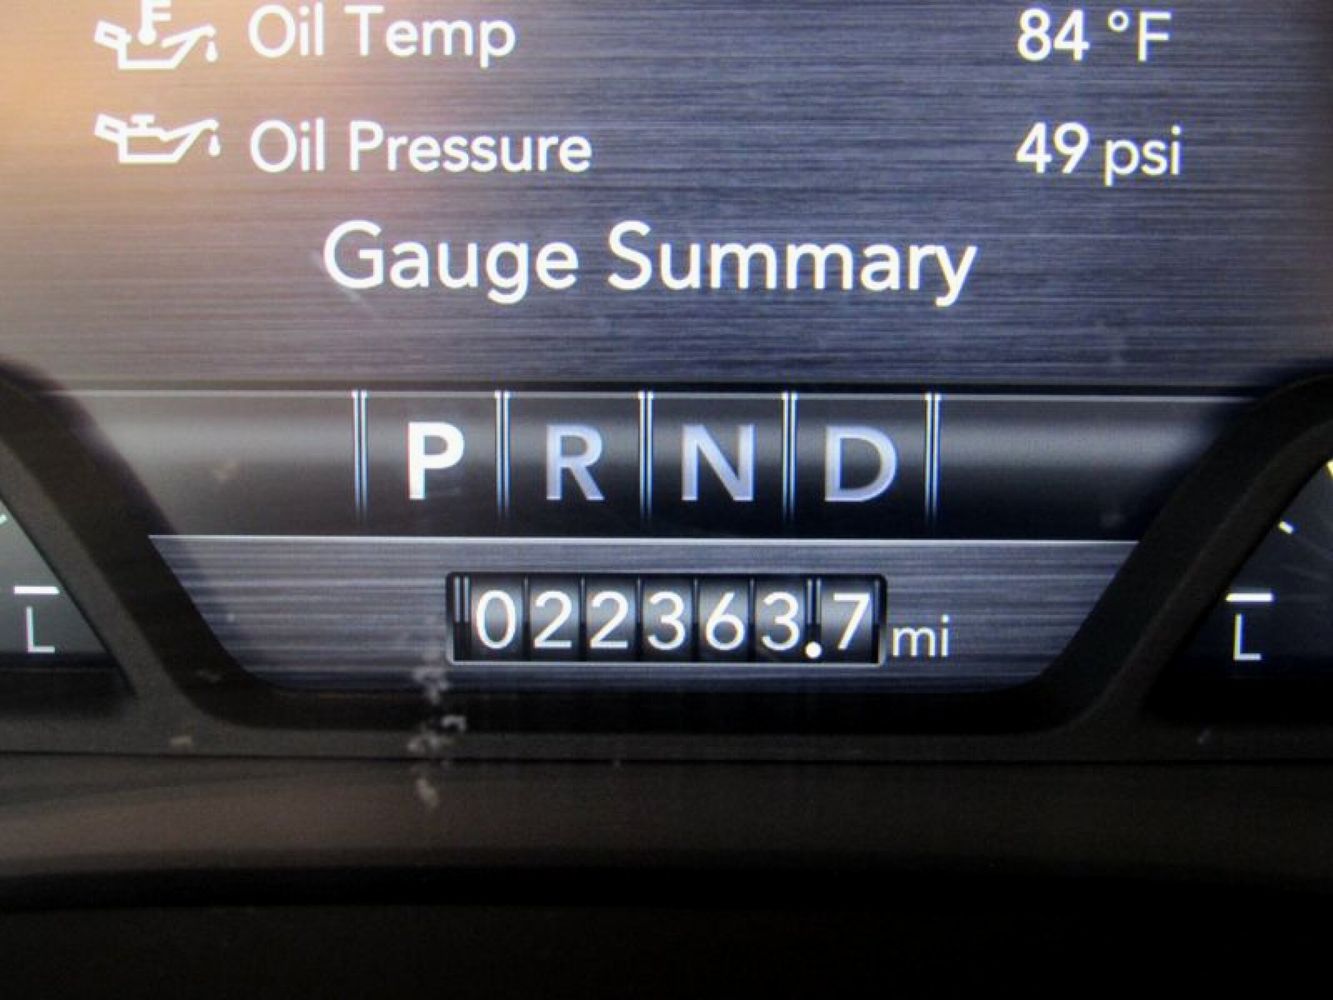 F
Oil Temp 84 °F
Oil Pressure 49 psi
Gauge Summary
P R N D
022363.7 mi
L L